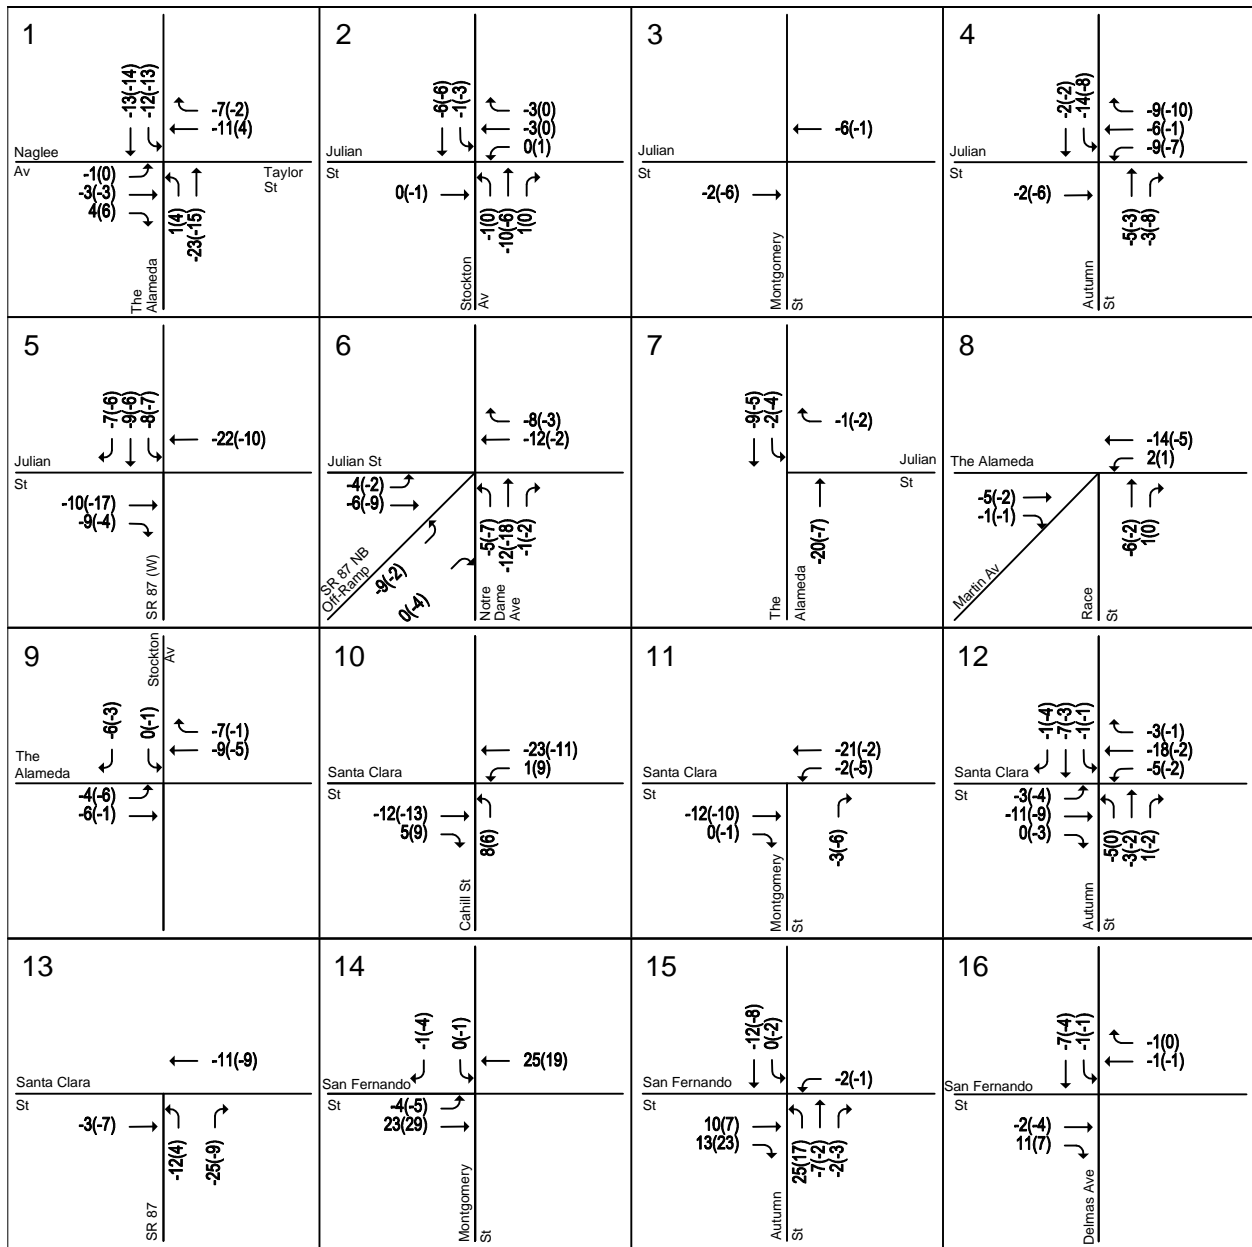 1
-13(-14)
-12(-13)
-7(-2)
-11(4)
Naglee
Av
Taylor
St
-1(0)
-3(-3)
4(6)
1(4)
-23(-15)
The
Alameda
2
-6(-6)
-1(-3)
-3(0)
-3(0)
0(1)
Julian
St
0(-1)
-1(0)
-10(-6)
1(0)
Stockton
Av
3
-6(-1)
Julian
St
-2(-6)
Montgomery
St
4
-2(-2)
-14(-8)
-9(-10)
-6(-1)
-9(-7)
Julian
St
-2(-6)
-5(-3)
-3(-8)
Autumn
St
5
-7(-6)
-9(-6)
-8(-7)
-22(-10)
Julian
St
-10(-17)
-9(-4)
SR 87 (W)
6
-8(-3)
-12(-2)
Julian St
-4(-2)
-6(-9)
-5(-7)
-12(-18)
-1(-2)
SR 87 NB
Off-Ramp
-9(-2)
0(-4)
Notre
Dame
Ave
7
-9(-5)
-2(-4)
-1(-2)
Julian
St
-20(-7)
The
Alameda
8
-14(-5)
2(1)
The Alameda
-5(-2)
-1(-1)
-6(-2)
1(0)
Martin Av
Race
St
9
Stockton
Av
-6(-3)
0(-1)
-7(-1)
-9(-5)
The
Alameda
-4(-6)
-6(-1)
10
-23(-11)
1(9)
Santa Clara
St
-12(-13)
5(9)
8(6)
Cahill St
11
-21(-2)
-2(-5)
Santa Clara
St
-12(-10)
0(-1)
-3(-6)
Montgomery
St
12
-1(-4)
-7(-3)
-1(-1)
-3(-1)
-18(-2)
-5(-2)
Santa Clara
St
-3(-4)
-11(-9)
0(-3)
-5(0)
-3(-2)
1(-2)
Autumn
St
13
-11(-9)
Santa Clara
St
-3(-7)
-12(4)
-25(-9)
SR 87
14
-1(-4)
0(-1)
25(19)
San Fernando
St
-4(-5)
23(29)
Montgomery
St
15
-12(-8)
0(-2)
-2(-1)
San Fernando
St
10(7)
13(23)
25(17)
-7(-2)
-2(-3)
Autumn
St
16
-7(-4)
-1(-1)
-1(0)
-1(-1)
San Fernando
St
-2(-4)
11(7)
Delmas Ave